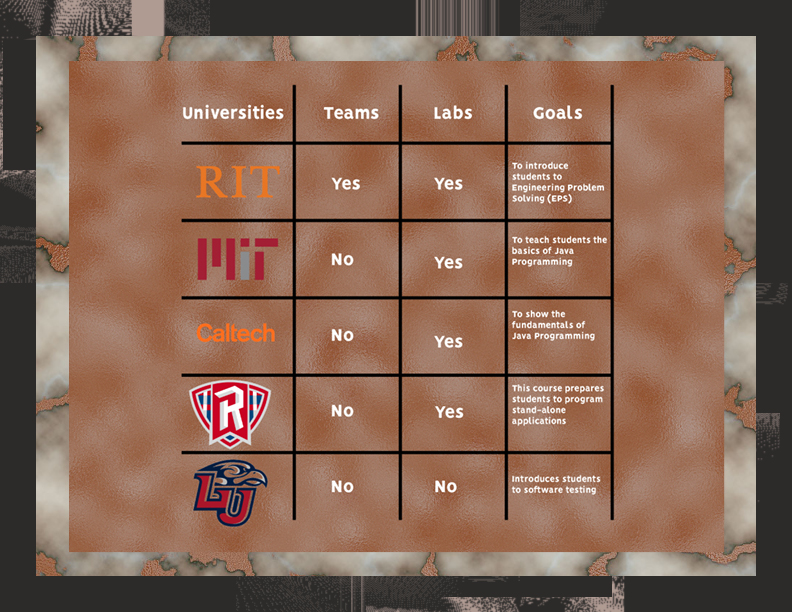 Universities Teams Labs Goals
RIT Yes Yes
To introduce
students to
Engineering Problem
Solving (EPS)
MIT No Yes
To teach students the
basics of Java
Programming
Caltech No Yes
To show the
fundamentals of
Java Programming
R No Yes
This course prepares
students to program
stand-alone
applications
LU No No
Introduces students
to software testing